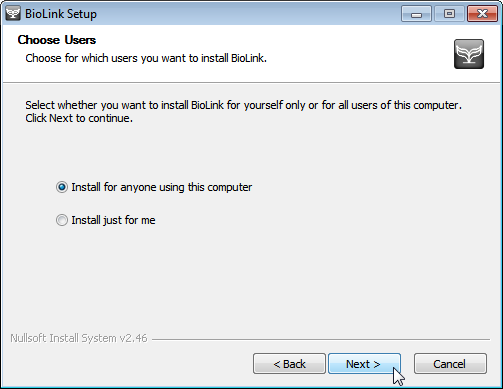 BioLink Setup
Choose Users
Choose for which users you want to install BioLink.
Select whether you want to install BioLink for yourself only or for all users of this computer.
Click Next to continue.
Install for anyone using this computer
Install just for me
Nullsoft Install System v2.46
< Back
Next >
Cancel